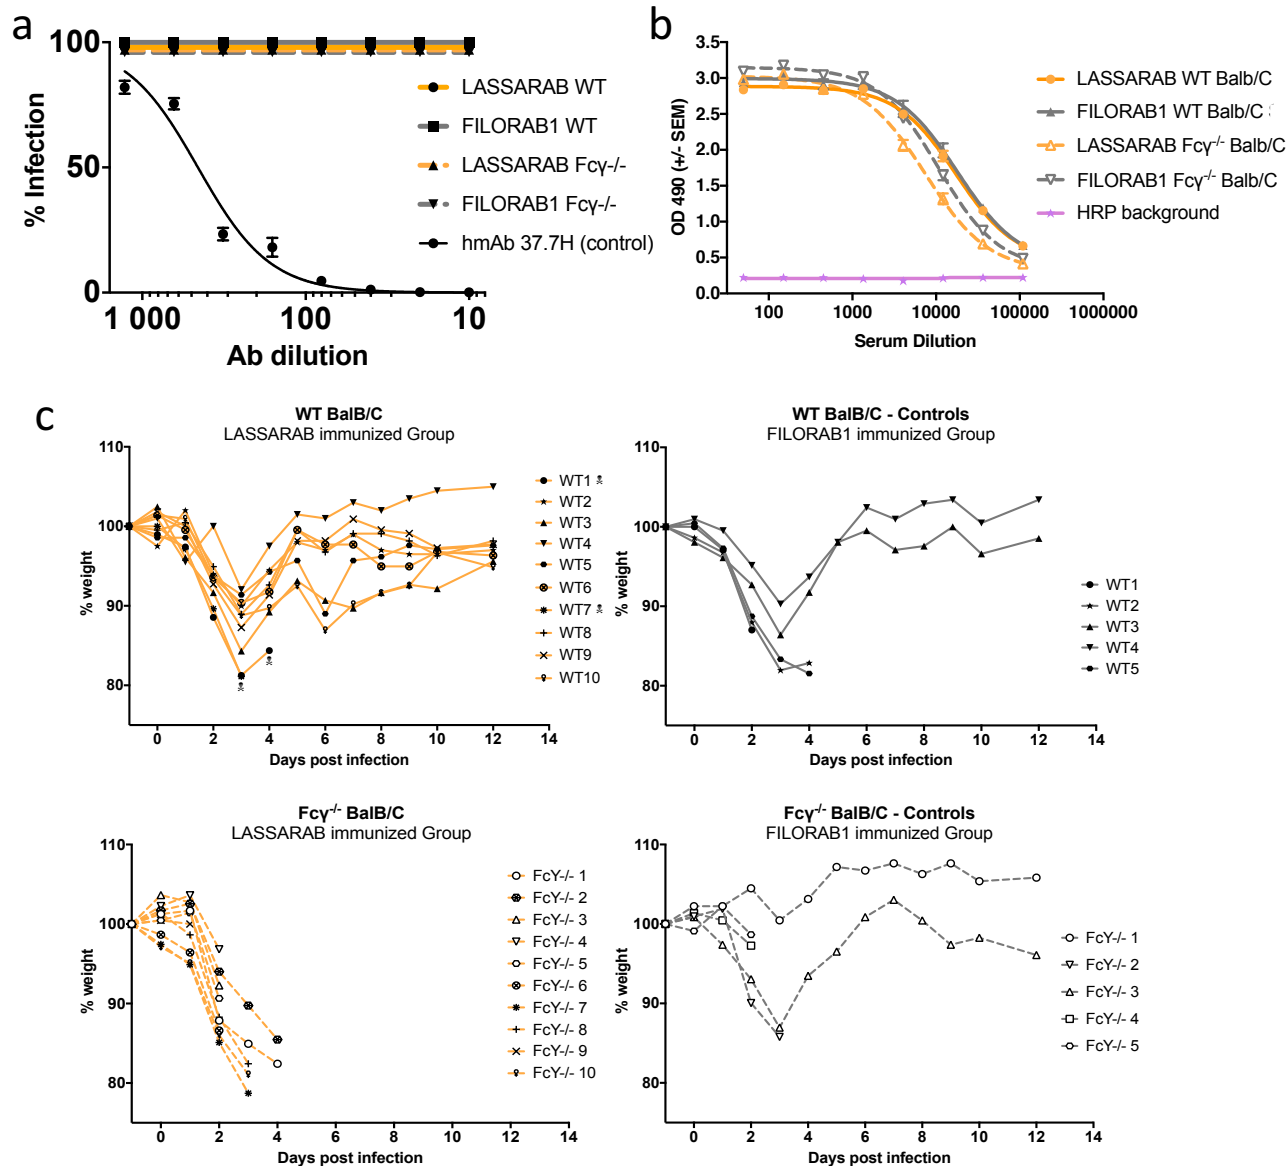 a
100
50
0
% Infection
1 000
100
10
Ab dilution
LASSARAB WT
FILORAB1 WT
LASSARAB Fcγ-/-
FILORAB1 Fcγ-/-
hmAb 37.7H (control)
b
3.5
3.0
2.5
2.0
1.5
1.0
0.5
0.0
OD 490 (+/- SEM)
100
1000
10000
100000
1000000
Serum Dilution
LASSARAB WT Balb/C
FILORAB1 WT Balb/C
LASSARAB Fcγ-/- Balb/C
FILORAB1 Fcγ-/- Balb/C
HRP background
c
WT BalB/C
LASSARAB immunized Group
110
100
90
80
% weight
0 2 4 6 8 10 12 14
Days post infection
WT1
WT2
WT3
WT4
WT5
WT6
WT7
WT8
WT9
WT10
WT BalB/C - Controls
FILORAB1 immunized Group
110
100
90
80
% weight
0 2 4 6 8 10 12 14
Days post infection
WT1
WT2
WT3
WT4
WT5
Fcγ-/- BalB/C
LASSARAB immunized Group
110
100
90
80
% weight
0 2 4 6 8 10 12 14
Days post infection
FcY-/- 1
FcY-/- 2
FcY-/- 3
FcY-/- 4
FcY-/- 5
FcY-/- 6
FcY-/- 7
FcY-/- 8
FcY-/- 9
FcY-/- 10
Fcγ-/- BalB/C - Controls
FILORAB1 immunized Group
110
100
90
80
% weight
0 2 4 6 8 10 12 14
Days post infection
FcY-/- 1
FcY-/- 2
FcY-/- 3
FcY-/- 4
FcY-/- 5